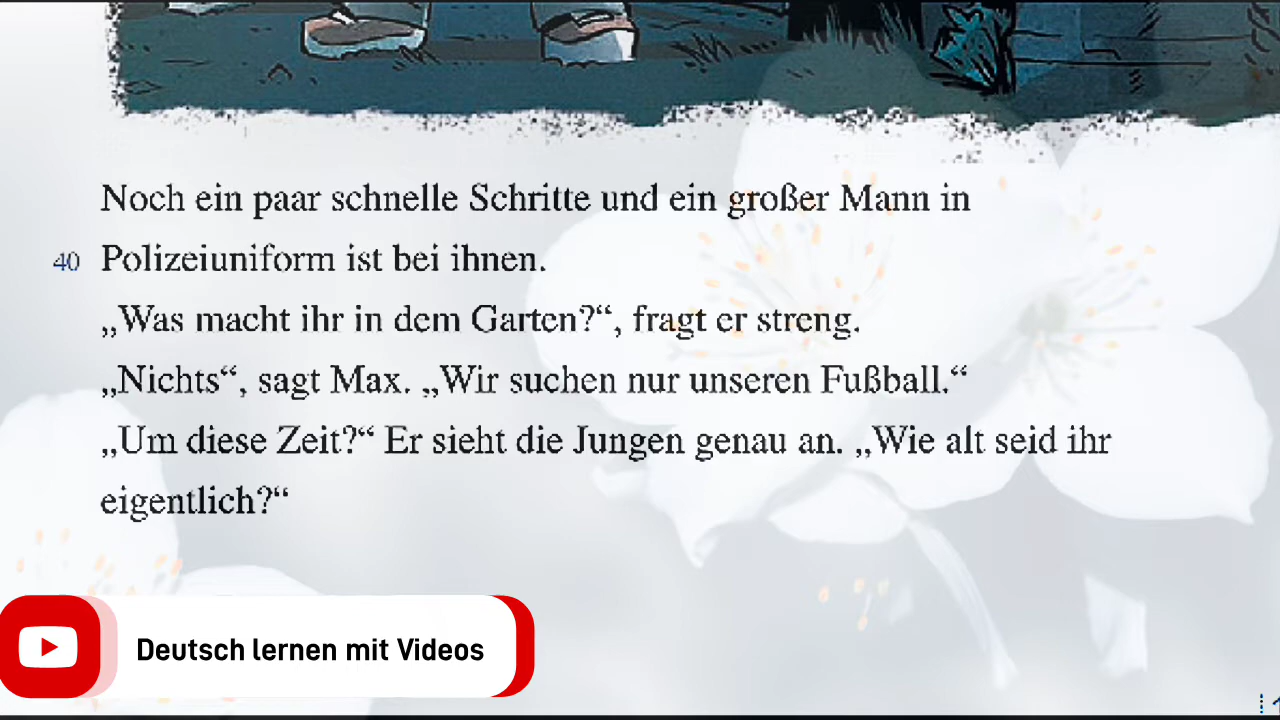 Noch ein paar schnelle Schritte und ein großer Mann in
40 Polizeiuniform ist bei ihnen.
„Was macht ihr in dem Garten?“, fragt er streng.
„Nichts“, sagt Max. „Wir suchen nur unseren Fußball.“
„Um diese Zeit?“ Er sieht die Jungen genau an. „Wie alt seid ihr
eigentlich?“
Deutsch lernen mit Videos